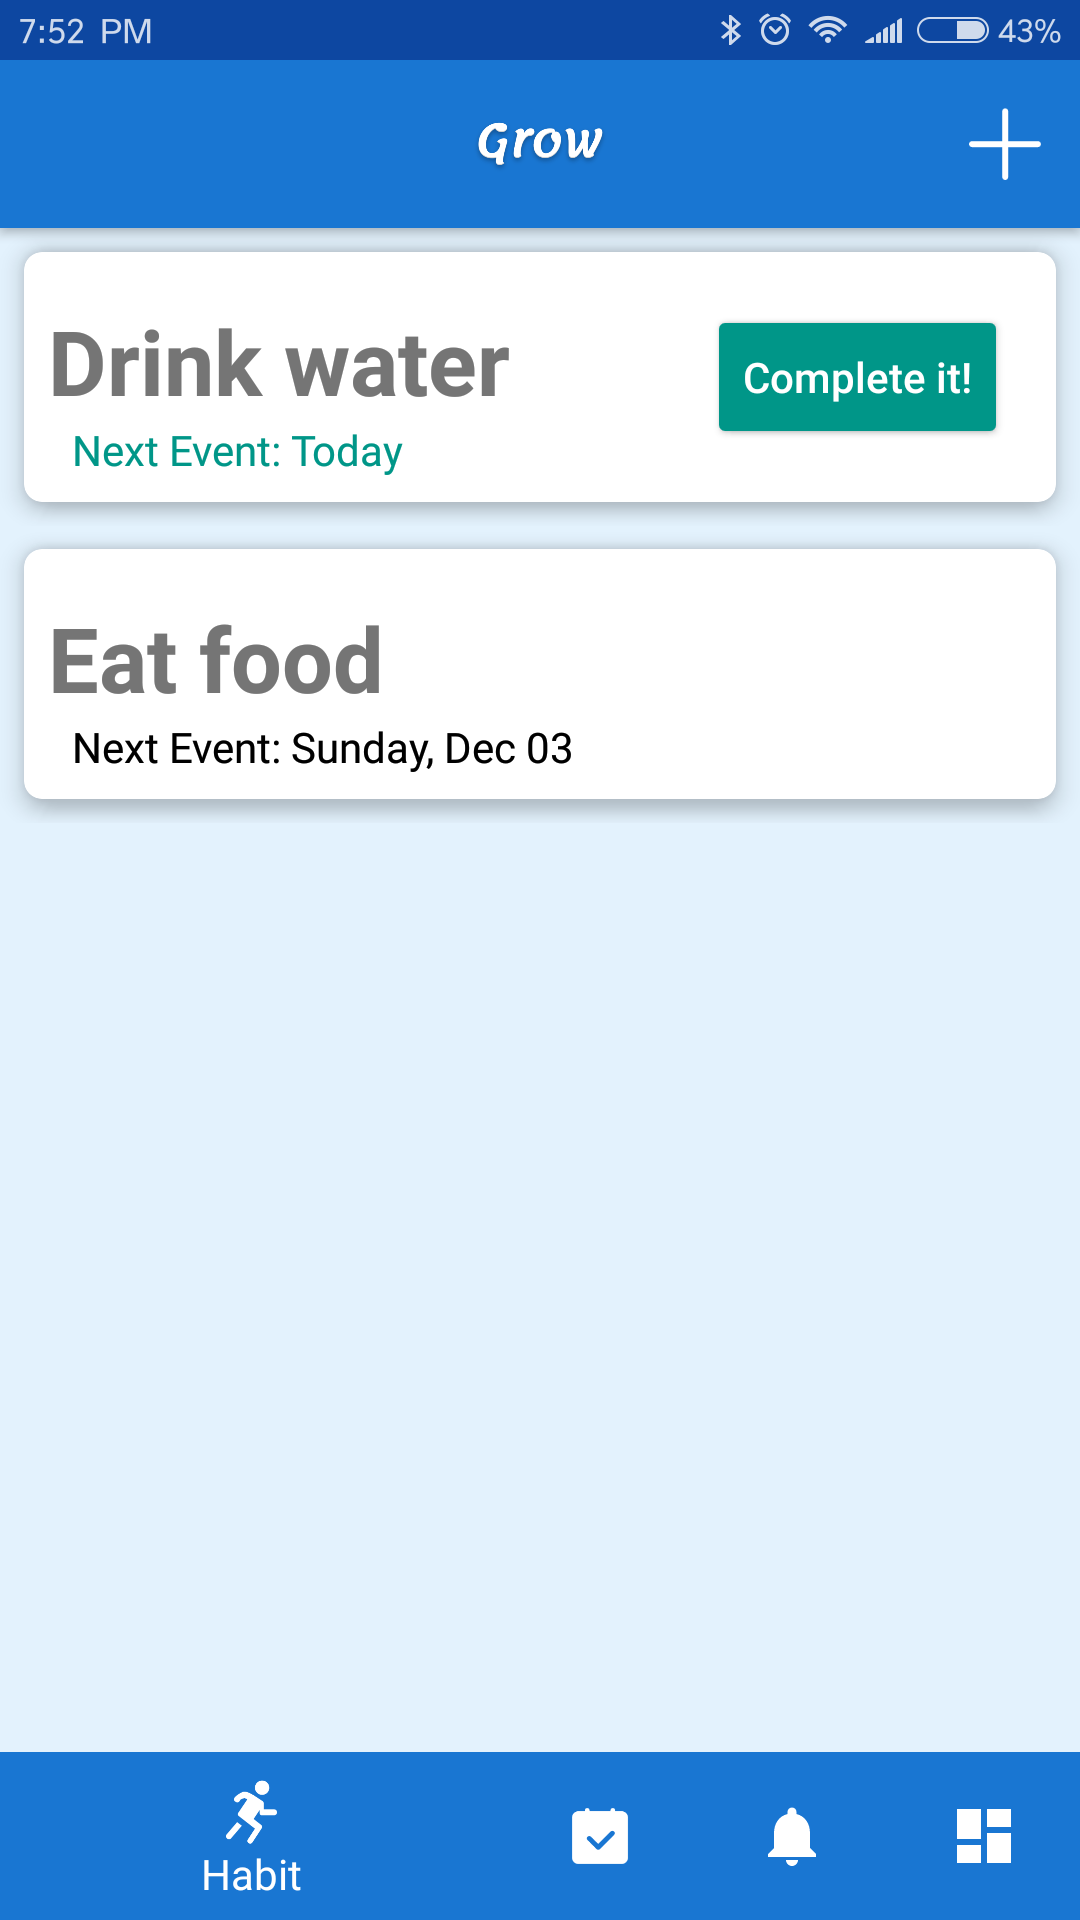 7:52 PM 43%
Grow
Drink water
Complete it!
Next Event: Today
Eat food
Next Event: Sunday, Dec 03
Habit